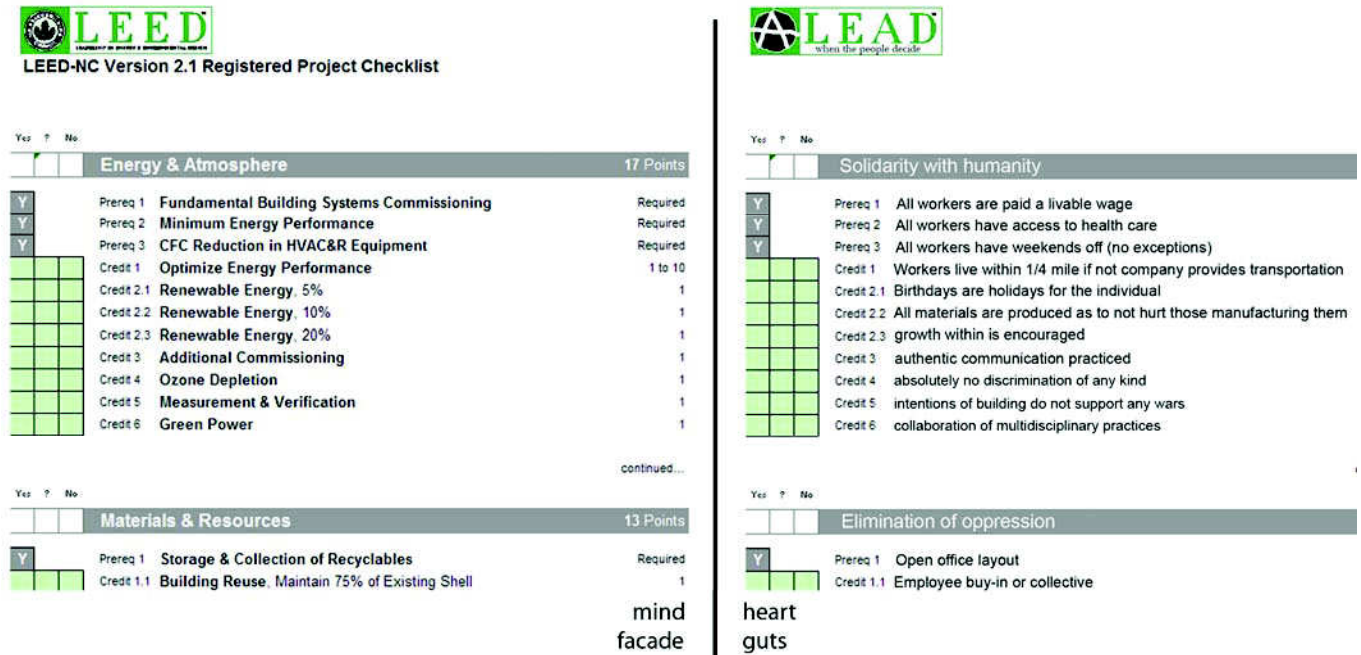 LEED
LEADERSHIP IN ENERGY & ENVIRONMENTAL DESIGN
LEED-NC Version 2.1 Registered Project Checklist
Yes ? No
Energy & Atmosphere 17 Points
Y Prereq 1 Fundamental Building Systems Commissioning Required
Y Prereq 2 Minimum Energy Performance Required
Y Prereq 3 CFC Reduction in HVAC&R Equipment Required
Credit 1 Optimize Energy Performance 1 to 10
Credit 2.1 Renewable Energy, 5% 1
Credit 2.2 Renewable Energy, 10% 1
Credit 2.3 Renewable Energy, 20% 1
Credit 3 Additional Commissioning 1
Credit 4 Ozone Depletion 1
Credit 5 Measurement & Verification 1
Credit 6 Green Power 1
continued...
Yes ? No
Materials & Resources 13 Points
Y Prereq 1 Storage & Collection of Recyclables Required
Credit 1.1 Building Reuse, Maintain 75% of Existing Shell 1
mind
facade
A LEAD
when the people decide
Yes ? No
Solidarity with humanity
Y Prereq 1 All workers are paid a livable wage
Y Prereq 2 All workers have access to health care
Y Prereq 3 All workers have weekends off (no exceptions)
Credit 1 Workers live within 1/4 mile if not company provides transportation
Credit 2.1 Birthdays are holidays for the individual
Credit 2.2 All materials are produced as to not hurt those manufacturing them
Credit 2.3 growth within is encouraged
Credit 3 authentic communication practiced
Credit 4 absolutely no discrimination of any kind
Credit 5 intentions of building do not support any wars
Credit 6 collaboration of multidisciplinary practices
Yes ? No
Elimination of oppression
Y Prereq 1 Open office layout
Credit 1.1 Employee buy-in or collective
heart
guts